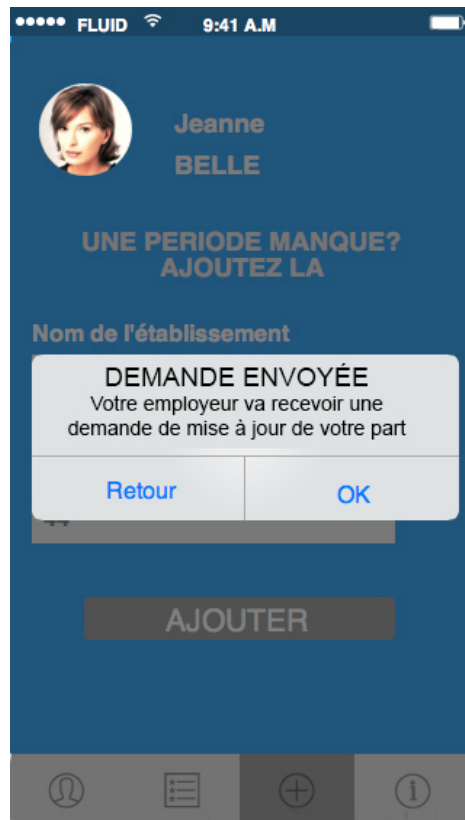 FLUID 9:41 A.M
Jeanne
BELLE
UNE PERIODE MANQUE?
AJOUTEZ LA
Nom de l'établissement
DEMANDE ENVOYÉE
Votre employeur va recevoir une
demande de mise à jour de votre part
Retour OK
AJOUTER